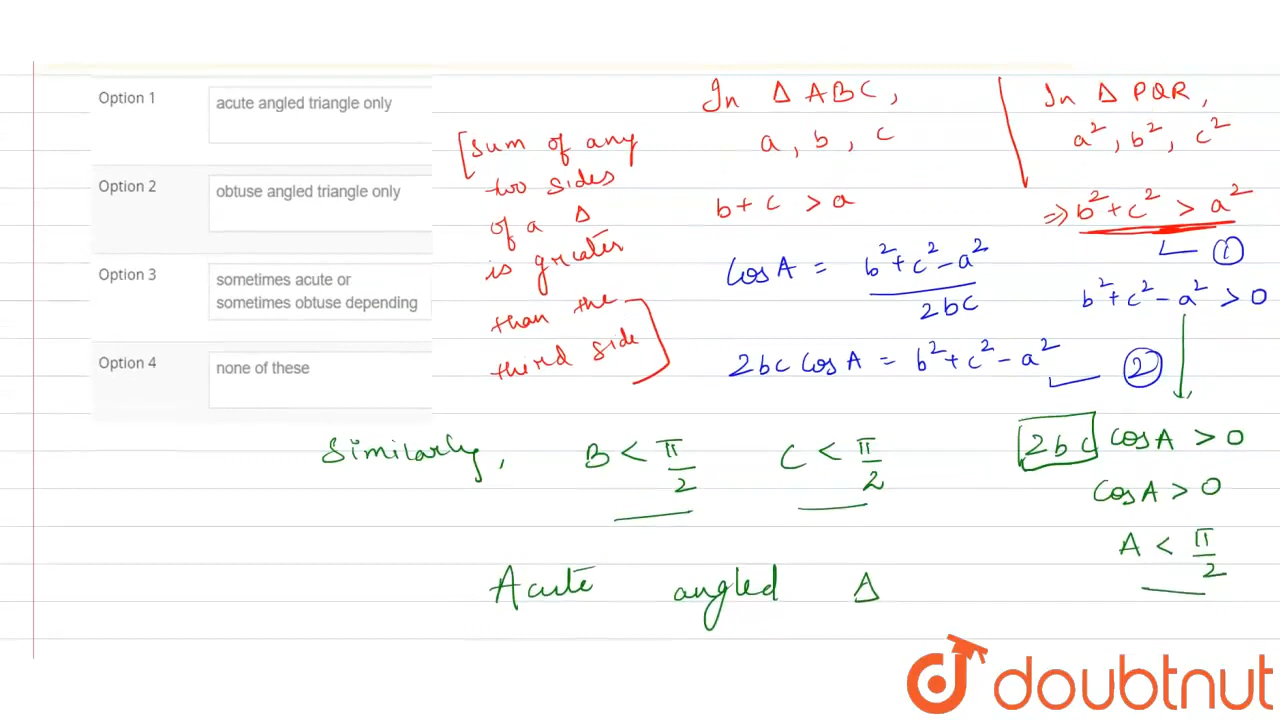 Option 1
acute angled triangle only
Option 2
obtuse angled triangle only
Option 3
sometimes acute or
sometimes obtuse depending
Option 4
none of these
[Sum of any
two sides
of a Δ
is greater
than the
third side]
In Δ ABC,
a, b, c
b + c > a
cos A = (b² + c² - a²) / 2bc
2bc cos A = b² + c² - a² ②
In Δ PQR,
a², b², c²
⇒ b² + c² > a²
①
b² + c² - a² > 0
2bc cos A > 0
cos A > 0
A < π/2
Similarly, B < π/2 C < π/2
Acute angled Δ
doubtnut